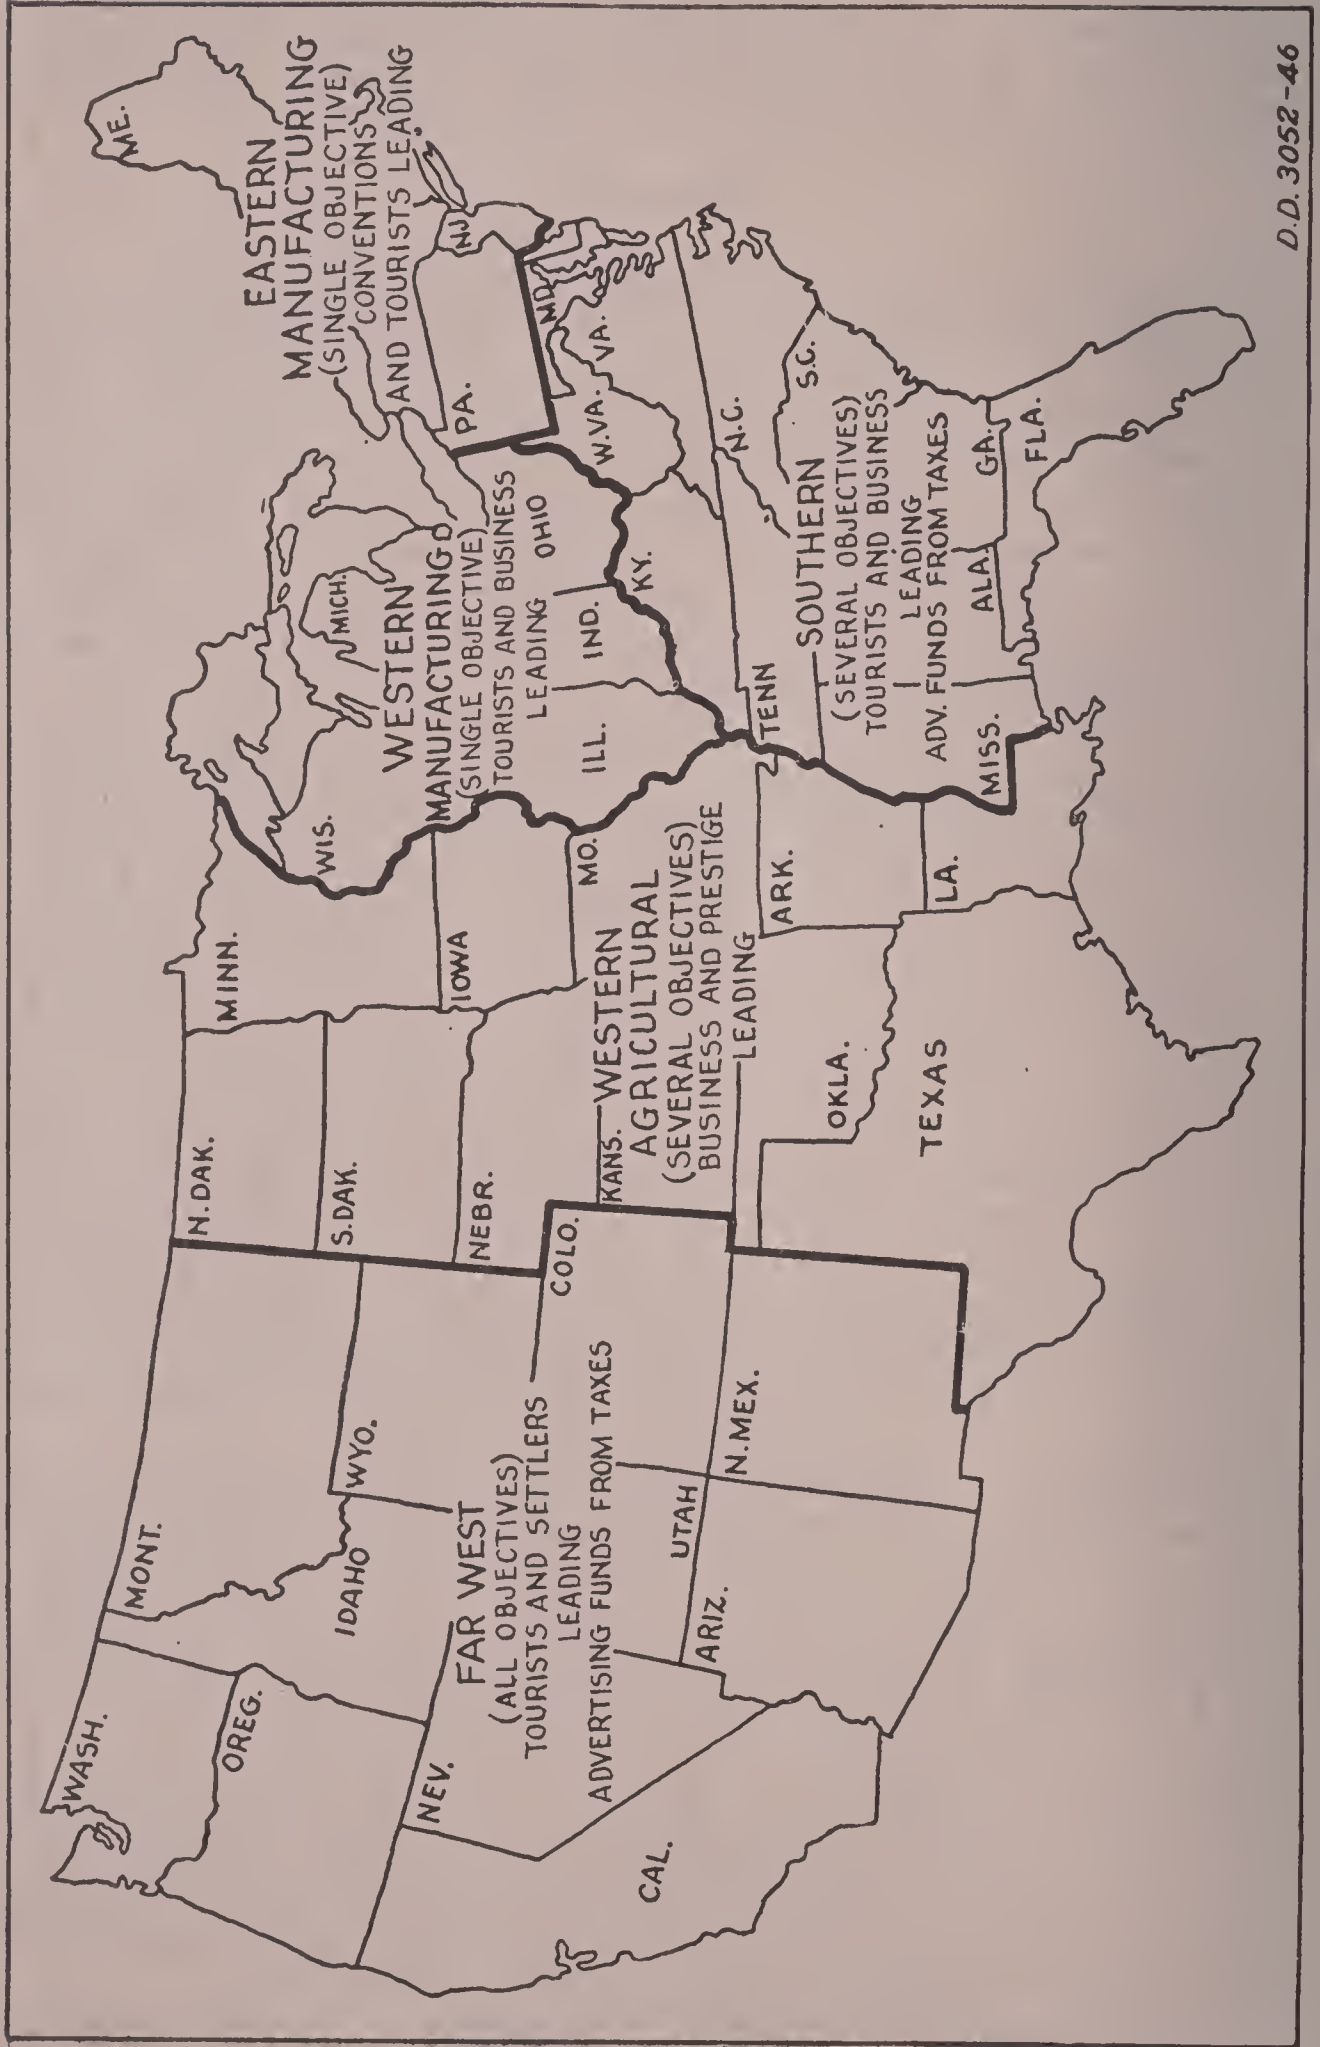 WASH.
OREG.
MONT.
IDAHO
WYO.
NEV.
CAL.
FAR WEST
(ALL OBJECTIVES)
TOURISTS AND SETTLERS
LEADING
ADVERTISING FUNDS FROM TAXES
UTAH
ARIZ.
COLO.
N.MEX.
N.DAK.
S.DAK.
NEBR.
KANS.
MINN.
IOWA
MO.
WESTERN
AGRICULTURAL
(SEVERAL OBJECTIVES)
BUSINESS AND PRESTIGE
LEADING
OKLA.
TEXAS
ARK.
LA.
WIS.
MICH.
WESTERN
MANUFACTURING
(SINGLE OBJECTIVE)
TOURISTS AND BUSINESS
LEADING
OHIO
ILL.
IND.
ME.
EASTERN
MANUFACTURING
(SINGLE OBJECTIVE)
CONVENTIONS
AND TOURISTS LEADING
PA.
NJ
MD.
W.VA.
VA.
KY.
TENN
N.C.
S.C.
SOUTHERN
(SEVERAL OBJECTIVES)
TOURISTS AND BUSINESS
LEADING
ADV. FUNDS FROM TAXES
MISS.
ALA.
GA.
FLA.
D.D. 3052-46